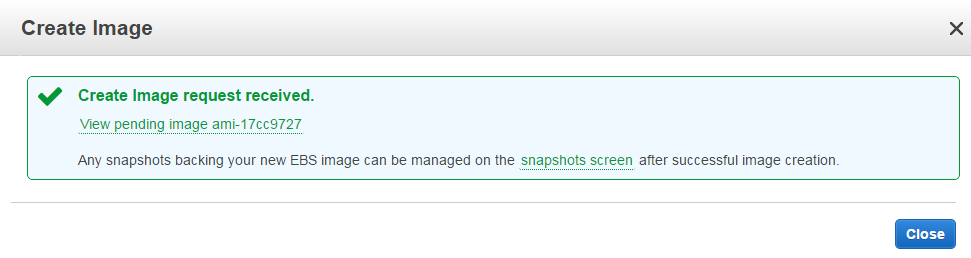 Create Image
Create Image request received.
View pending image ami-17cc9727
Any snapshots backing your new EBS image can be managed on the snapshots screen after successful image creation.
Close